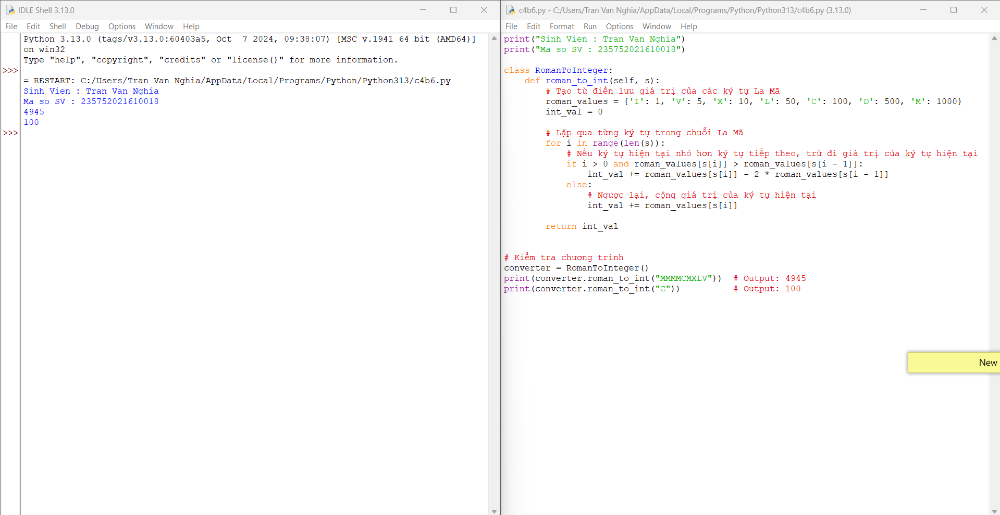 IDLE Shell 3.13.0
File Edit Shell Debug Options Window Help
Python 3.13.0 (tags/v3.13.0:60403a5, Oct  7 2024, 09:38:07) [MSC v.1941 64 bit (AMD64)]
on win32
Type "help", "copyright", "credits" or "license()" for more information.
>>>
= RESTART: C:/Users/Tran Van Nghia/AppData/Local/Programs/Python/Python313/c4b6.py
Sinh Vien : Tran Van Nghia
Ma so SV : 235752021610018
4945
100
>>>
c4b6.py - C:/Users/Tran Van Nghia/AppData/Local/Programs/Python/Python313/c4b6.py (3.13.0)
File Edit Format Run Options Window Help
print("Sinh Vien : Tran Van Nghia")
print("Ma so SV : 235752021610018")
class RomanToInteger:
    def roman_to_int(self, s):
        # Tạo từ điển lưu giá trị của các ký tự La Mã
        roman_values = {'I': 1, 'V': 5, 'X': 10, 'L': 50, 'C': 100, 'D': 500, 'M': 1000}
        int_val = 0
        # Lặp qua từng ký tự trong chuỗi La Mã
        for i in range(len(s)):
            # Nếu ký tự hiện tại nhỏ hơn ký tự tiếp theo, trừ đi giá trị của ký tự hiện tại
            if i > 0 and roman_values[s[i]] > roman_values[s[i - 1]]:
                int_val += roman_values[s[i]] - 2 * roman_values[s[i - 1]]
            else:
                # Ngược lại, cộng giá trị của ký tự hiện tại
                int_val += roman_values[s[i]]
        return int_val
# Kiểm tra chương trình
converter = RomanToInteger()
print(converter.roman_to_int("MMMMCMXLV"))  # Output: 4945
print(converter.roman_to_int("C"))          # Output: 100
New